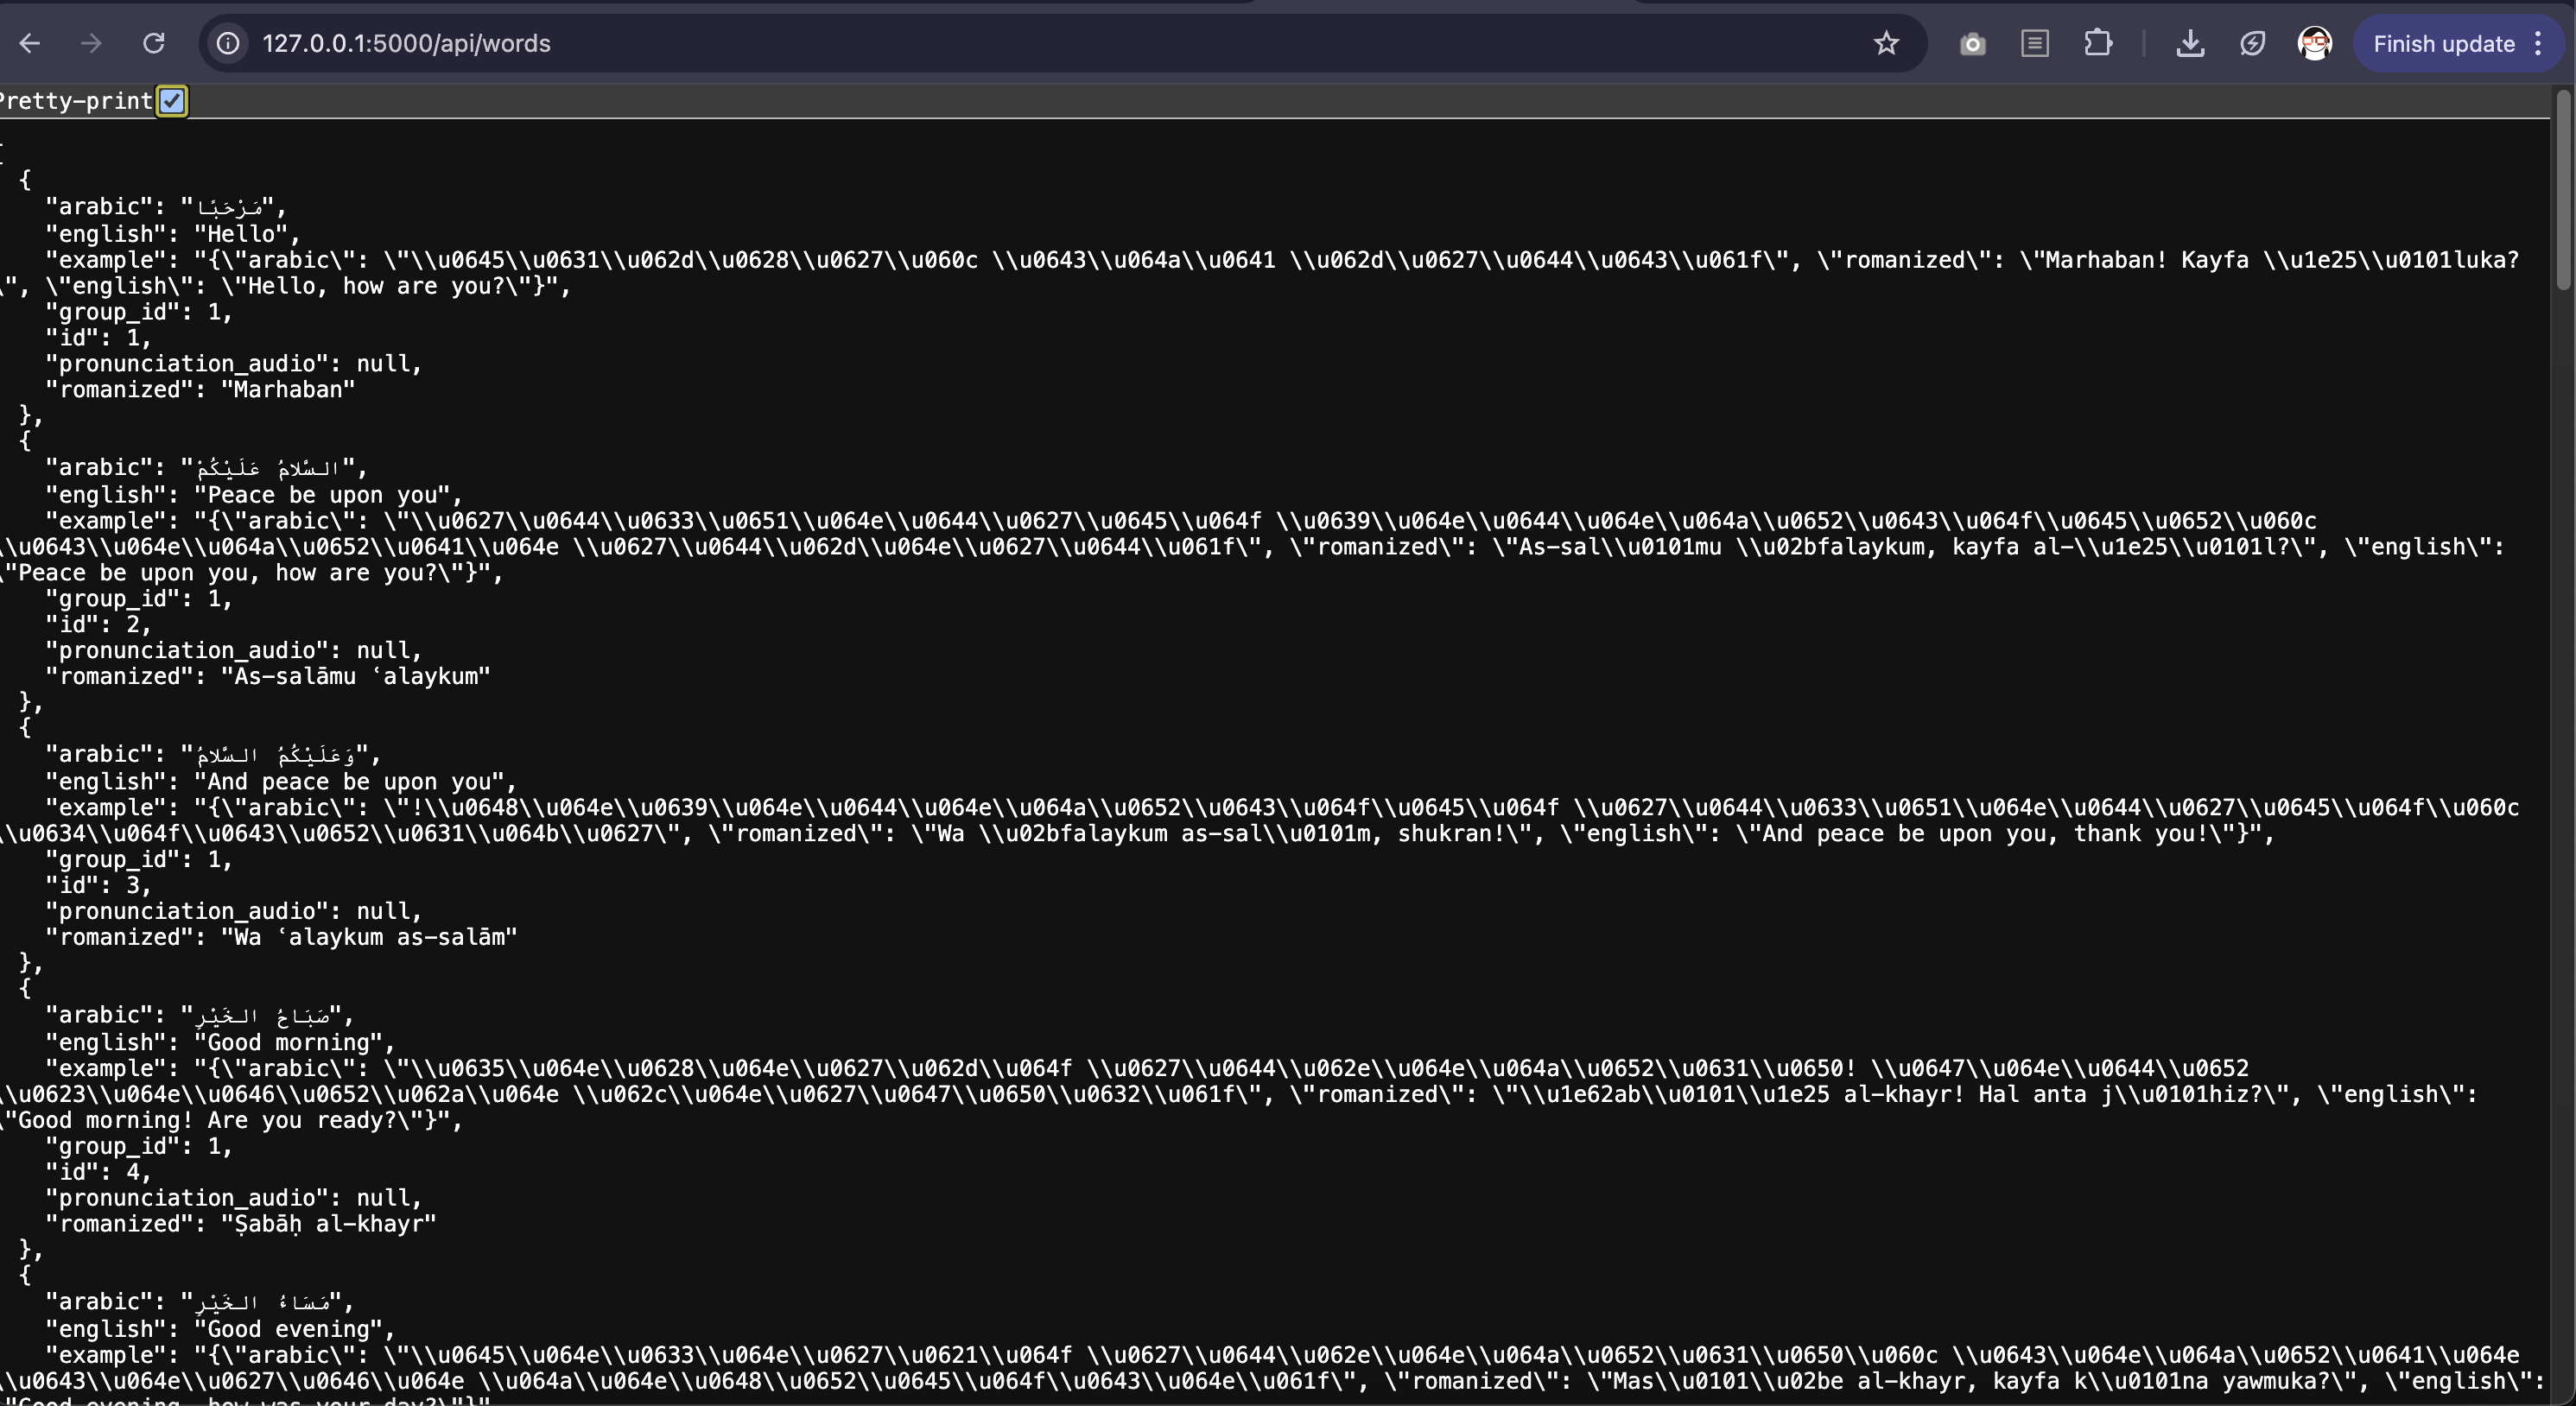 127.0.0.1:5000/api/words
Finish update
Pretty-print
[
{
"arabic": "مَرْحَبًا",
"english": "Hello",
"example": "{\"arabic\": \"\\u0645\\u0631\\u062d\\u0628\\u0627\\u060c \\u0643\\u064a\\u0641 \\u062d\\u0627\\u0644\\u0643\\u061f\", \"romanized\": \"Marhaban! Kayfa \\u1e25\\u0101luka?
\", \"english\": \"Hello, how are you?\"}",
"group_id": 1,
"id": 1,
"pronunciation_audio": null,
"romanized": "Marhaban"
},
{
"arabic": "السَّلامُ عَلَيْكُمْ",
"english": "Peace be upon you",
"example": "{\"arabic\": \"\\u0627\\u0644\\u0633\\u0651\\u064e\\u0644\\u0627\\u0645\\u064f \\u0639\\u064e\\u0644\\u064e\\u064a\\u0652\\u0643\\u064f\\u0645\\u0652\\u060c
\\u0643\\u064e\\u064a\\u0652\\u0641\\u064e \\u0627\\u0644\\u062d\\u064e\\u0627\\u0644\\u061f\", \"romanized\": \"As-sal\\u0101mu \\u02bfalaykum, kayfa al-\\u1e25\\u0101l?\", \"english\":
\"Peace be upon you, how are you?\"}",
"group_id": 1,
"id": 2,
"pronunciation_audio": null,
"romanized": "As-salāmu ʿalaykum"
},
{
"arabic": "وَعَلَيْكُمُ السَّلامُ",
"english": "And peace be upon you",
"example": "{\"arabic\": \"!\\u0648\\u064e\\u0639\\u064e\\u0644\\u064e\\u064a\\u0652\\u0643\\u064f\\u0645\\u064f \\u0627\\u0644\\u0633\\u0651\\u064e\\u0644\\u0627\\u0645\\u064f\\u060c
\\u0634\\u064f\\u0643\\u0652\\u0631\\u064b\\u0627\", \"romanized\": \"Wa \\u02bfalaykum as-sal\\u0101m, shukran!\", \"english\": \"And peace be upon you, thank you!\"}",
"group_id": 1,
"id": 3,
"pronunciation_audio": null,
"romanized": "Wa ʿalaykum as-salām"
},
{
"arabic": "صَبَاحُ الخَيْرِ",
"english": "Good morning",
"example": "{\"arabic\": \"\\u0635\\u064e\\u0628\\u064e\\u0627\\u062d\\u064f \\u0627\\u0644\\u062e\\u064e\\u064a\\u0652\\u0631\\u0650! \\u0647\\u064e\\u0644\\u0652
\\u0623\\u064e\\u0646\\u0652\\u062a\\u064e \\u062c\\u064e\\u0627\\u0647\\u0650\\u0632\\u061f\", \"romanized\": \"\\u1e62ab\\u0101\\u1e25 al-khayr! Hal anta j\\u0101hiz?\", \"english\":
\"Good morning! Are you ready?\"}",
"group_id": 1,
"id": 4,
"pronunciation_audio": null,
"romanized": "Ṣabāḥ al-khayr"
},
{
"arabic": "مَسَاءُ الخَيْرِ",
"english": "Good evening",
"example": "{\"arabic\": \"\\u0645\\u064e\\u0633\\u064e\\u0627\\u0621\\u064f \\u0627\\u0644\\u062e\\u064e\\u064a\\u0652\\u0631\\u0650\\u060c \\u0643\\u064e\\u064a\\u0652\\u0641\\u064e
\\u0643\\u064e\\u0627\\u0646\\u064e \\u064a\\u064e\\u0648\\u0652\\u0645\\u064f\\u0643\\u064e\\u061f\", \"romanized\": \"Mas\\u0101\\u02be al-khayr, kayfa k\\u0101na yawmuka?\", \"english\":
\"Good evening, how was your day?\"}"